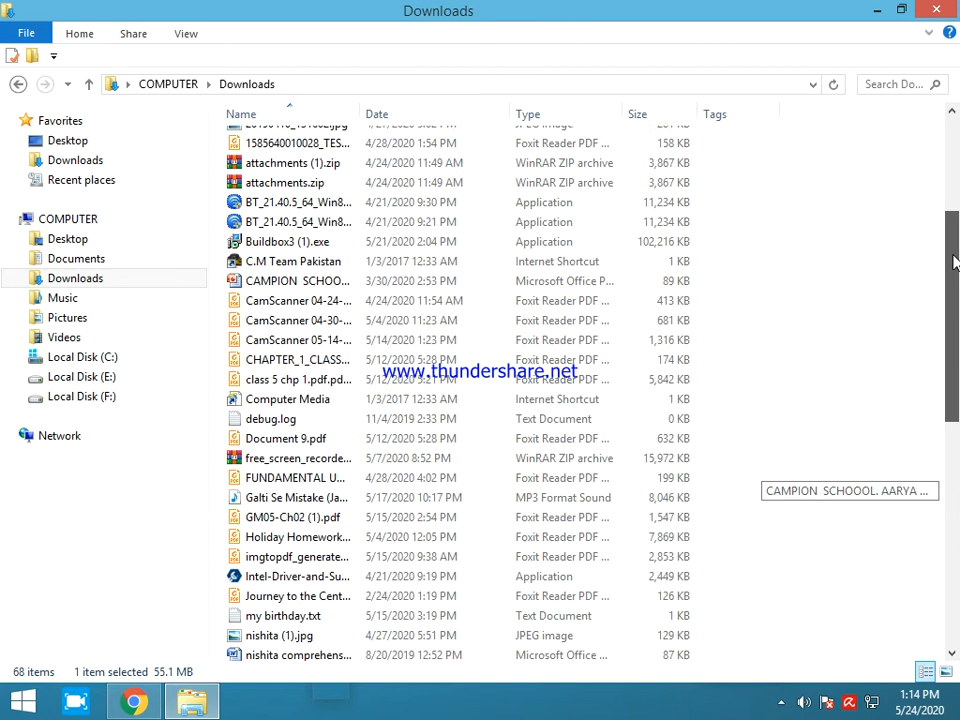 Downloads
File Home Share View
COMPUTER Downloads Search Do...
Name Date Type Size Tags
Favorites
Desktop
Downloads
Recent places
COMPUTER
Desktop
Documents
Downloads
Music
Pictures
Videos
Local Disk (C:)
Local Disk (E:)
Local Disk (F:)
Network
1585640010028_TES... 4/28/2020 1:54 PM Foxit Reader PDF ... 158 KB
attachments (1).zip 4/24/2020 11:49 AM WinRAR ZIP archive 3,867 KB
attachments.zip 4/24/2020 11:49 AM WinRAR ZIP archive 3,867 KB
BT_21.40.5_64_Win8... 4/21/2020 9:30 PM Application 11,234 KB
BT_21.40.5_64_Win8... 4/21/2020 9:21 PM Application 11,234 KB
Buildbox3 (1).exe 5/21/2020 2:04 PM Application 102,216 KB
C.M Team Pakistan 1/3/2017 12:33 AM Internet Shortcut 1 KB
CAMPION SCHOO... 3/30/2020 2:53 PM Microsoft Office P... 89 KB
CamScanner 04-24-... 4/24/2020 11:54 AM Foxit Reader PDF ... 413 KB
CamScanner 04-30-... 5/4/2020 11:23 AM Foxit Reader PDF ... 681 KB
CamScanner 05-14-... 5/14/2020 1:23 PM Foxit Reader PDF ... 1,316 KB
CHAPTER_1_CLASS... 5/12/2020 5:28 PM Foxit Reader PDF ... 174 KB
www.thundershare.net
class 5 chp 1.pdf.pd... 5/12/2020 3:21 PM Foxit Reader PDF ... 5,842 KB
Computer Media 1/3/2017 12:33 AM Internet Shortcut 1 KB
debug.log 11/4/2019 2:33 PM Text Document 0 KB
Document 9.pdf 5/12/2020 5:28 PM Foxit Reader PDF ... 632 KB
free_screen_recorde... 5/7/2020 8:52 PM WinRAR ZIP archive 15,972 KB
FUNDAMENTAL U... 4/28/2020 4:02 PM Foxit Reader PDF ... 199 KB
CAMPION SCHOOOL. AARYA ...
Galti Se Mistake (Ja... 5/17/2020 10:17 PM MP3 Format Sound 8,046 KB
GM05-Ch02 (1).pdf 5/15/2020 2:54 PM Foxit Reader PDF ... 1,547 KB
Holiday Homework... 5/4/2020 12:05 PM Foxit Reader PDF ... 7,869 KB
imgtopdf_generate... 5/15/2020 9:38 AM Foxit Reader PDF ... 2,853 KB
Intel-Driver-and-Su... 4/21/2020 9:19 PM Application 2,449 KB
Journey to the Cent... 2/24/2020 1:19 PM Foxit Reader PDF ... 126 KB
my birthday.txt 5/15/2020 3:19 PM Text Document 1 KB
nishita (1).jpg 4/27/2020 5:51 PM JPEG image 129 KB
nishita comprehens... 8/20/2019 12:52 PM Microsoft Office ... 87 KB
68 items 1 item selected 55.1 MB
1:14 PM
5/24/2020